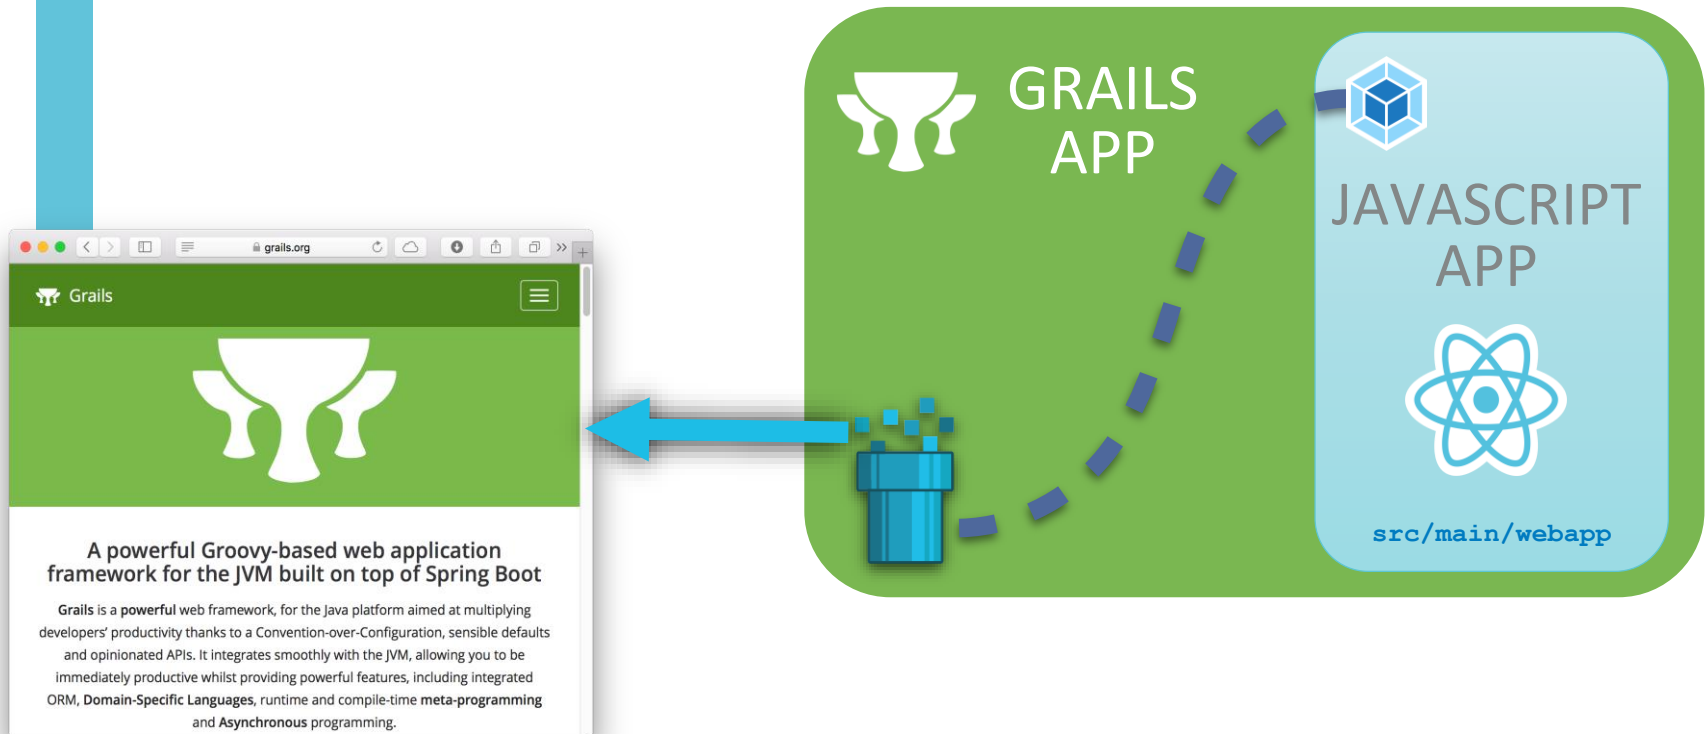 GRAILS
APP
JAVASCRIPT
APP
src/main/webapp
grails.org
Grails
A powerful Groovy-based web application
framework for the JVM built on top of Spring Boot
Grails is a powerful web framework, for the Java platform aimed at multiplying
developers' productivity thanks to a Convention-over-Configuration, sensible defaults
and opinionated APIs. It integrates smoothly with the JVM, allowing you to be
immediately productive whilst providing powerful features, including integrated
ORM, Domain-Specific Languages, runtime and compile-time meta-programming
and Asynchronous programming.